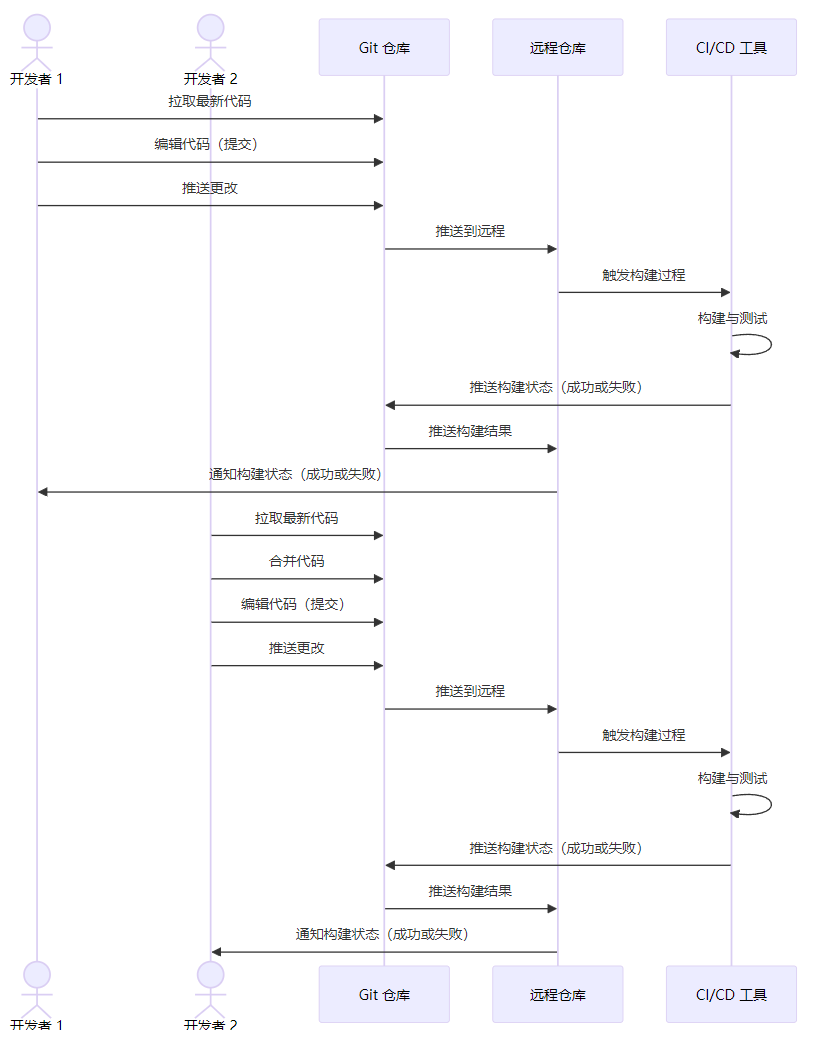 开发者 1
开发者 2
Git 仓库
远程仓库
CI/CD 工具
拉取最新代码
编辑代码（提交）
推送更改
推送到远程
触发构建过程
构建与测试
推送构建状态（成功或失败）
推送构建结果
通知构建状态（成功或失败）
拉取最新代码
合并代码
编辑代码（提交）
推送更改
推送到远程
触发构建过程
构建与测试
推送构建状态（成功或失败）
推送构建结果
通知构建状态（成功或失败）
开发者 1
开发者 2
Git 仓库
远程仓库
CI/CD 工具